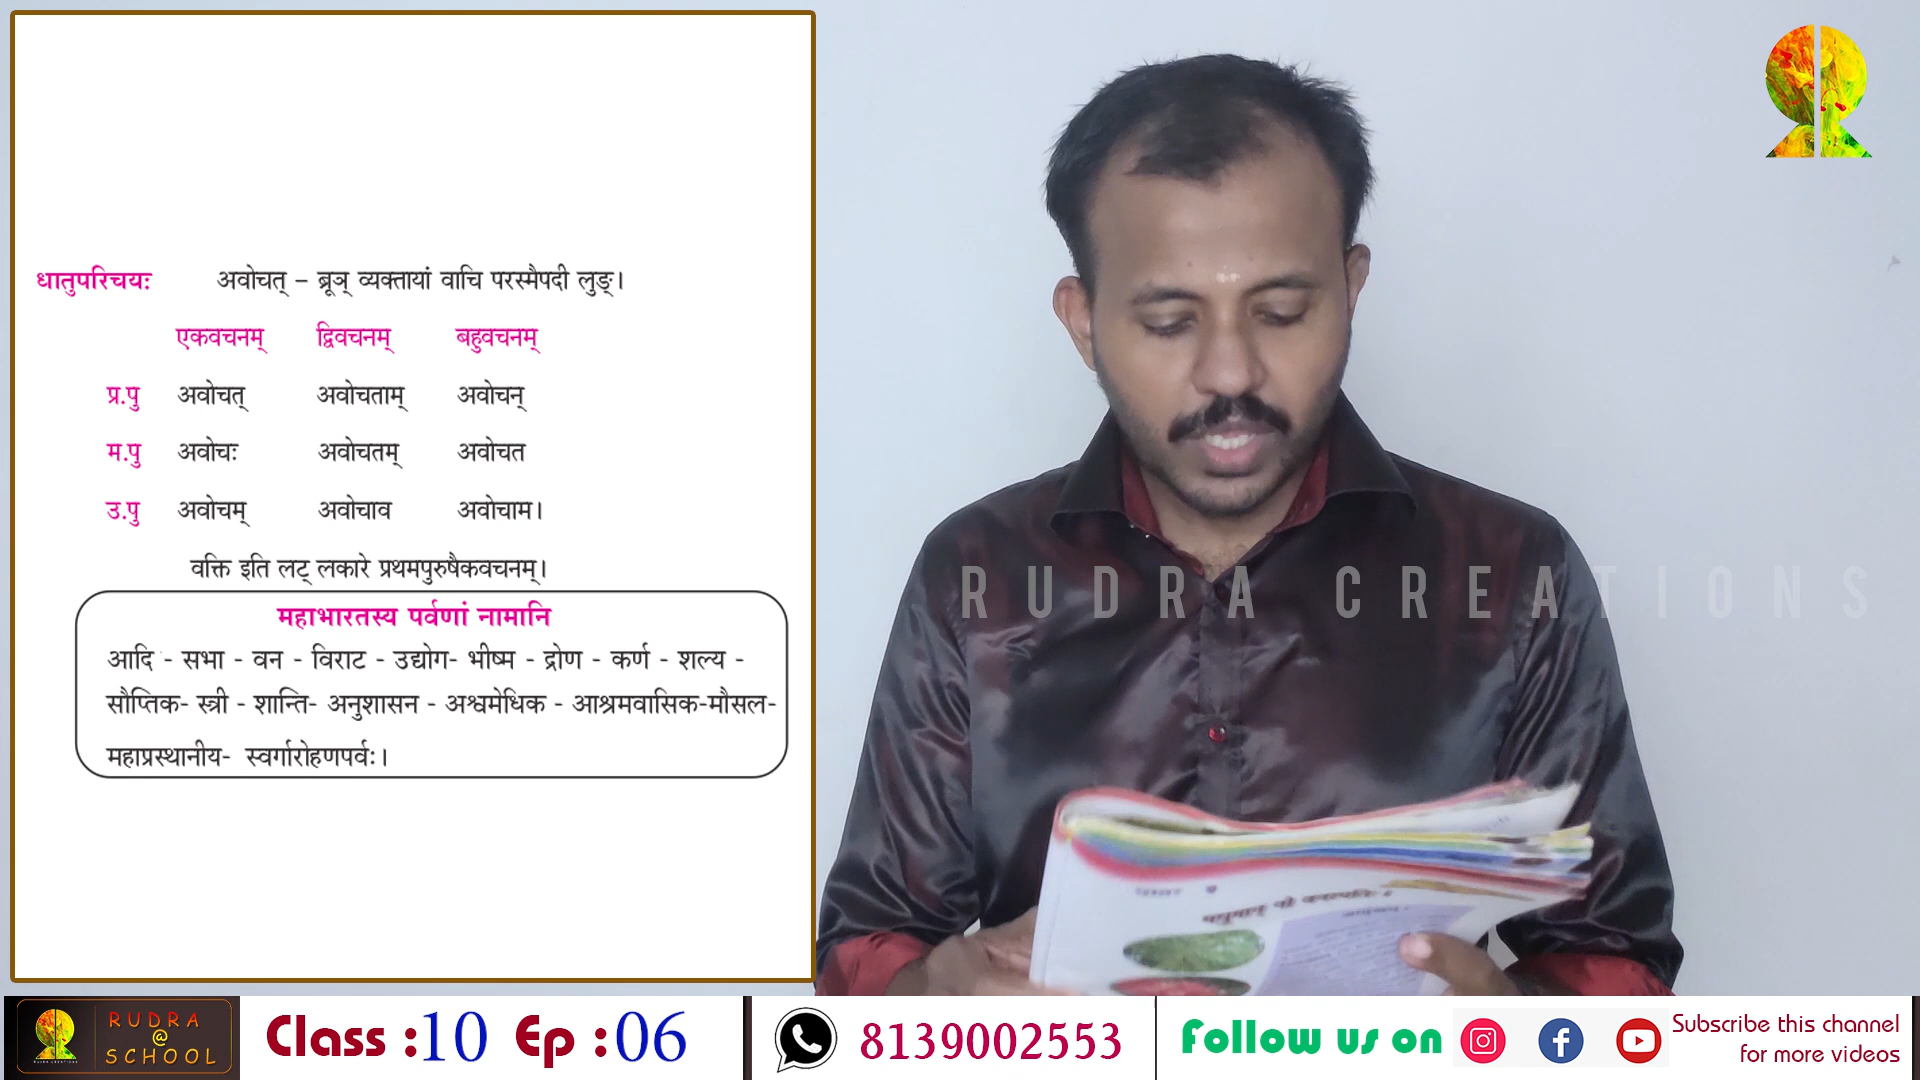 धातुपरिचयः अवोचत् – ब्रूञ् व्यक्तायां वाचि परस्मैपदी लुङ्।
एकवचनम् द्विवचनम् बहुवचनम्
प्र.पु अवोचत् अवोचताम् अवोचन्
म.पु अवोचः अवोचतम् अवोचत
उ.पु अवोचम् अवोचाव अवोचाम।
वक्ति इति लट् लकारे प्रथमपुरुषैकवचनम्।
महाभारतस्य पर्वणां नामानि
आदि - सभा - वन - विराट - उद्योग- भीष्म - द्रोण - कर्ण - शल्य -
सौप्तिक- स्त्री - शान्ति- अनुशासन - अश्वमेधिक - आश्रमवासिक-मौसल-
महाप्रस्थानीय- स्वर्गारोहणपर्वः।
RUDRA CREATIONS
RUDRA
@
SCHOOL
Class :10 Ep :06
8139002553
Follow us on
Subscribe this channel
for more videos